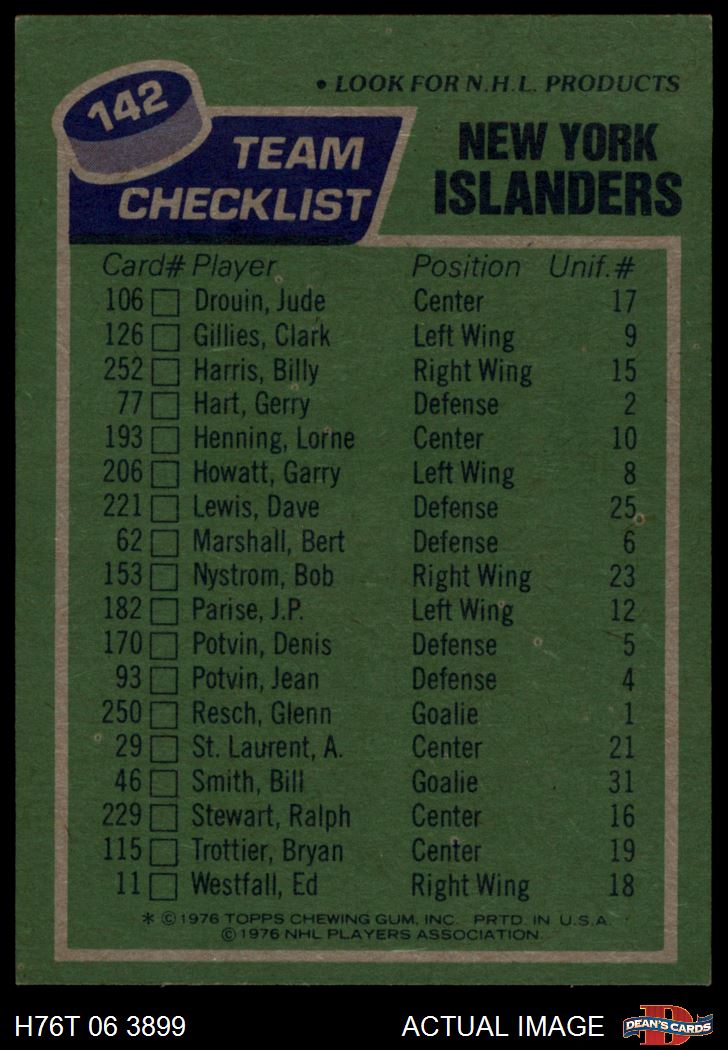 142
• LOOK FOR N.H.L. PRODUCTS
TEAM CHECKLIST
NEW YORK ISLANDERS
Card# Player Position Unif.#
106 Drouin, Jude Center 17
126 Gillies, Clark Left Wing 9
252 Harris, Billy Right Wing 15
77 Hart, Gerry Defense 2
193 Henning, Lorne Center 10
206 Howatt, Garry Left Wing 8
221 Lewis, Dave Defense 25
62 Marshall, Bert Defense 6
153 Nystrom, Bob Right Wing 23
182 Parise, J.P. Left Wing 12
170 Potvin, Denis Defense 5
93 Potvin, Jean Defense 4
250 Resch, Glenn Goalie 1
29 St. Laurent, A. Center 21
46 Smith, Bill Goalie 31
229 Stewart, Ralph Center 16
115 Trottier, Bryan Center 19
11 Westfall, Ed Right Wing 18
* © 1976 TOPPS CHEWING GUM, INC. PRTD. IN U.S.A.
© 1976 NHL PLAYERS ASSOCIATION.
H76T 06 3899 ACTUAL IMAGE
D
DEAN'S CARDS